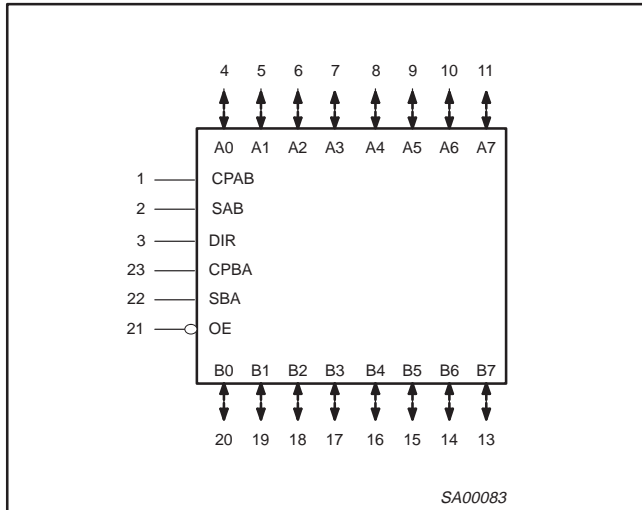 4 5 6 7 8 9 10 11
A0 A1 A2 A3 A4 A5 A6 A7
1 CPAB
2 SAB
3 DIR
23 CPBA
22 SBA
21 OE
B0 B1 B2 B3 B4 B5 B6 B7
20 19 18 17 16 15 14 13
SA00083